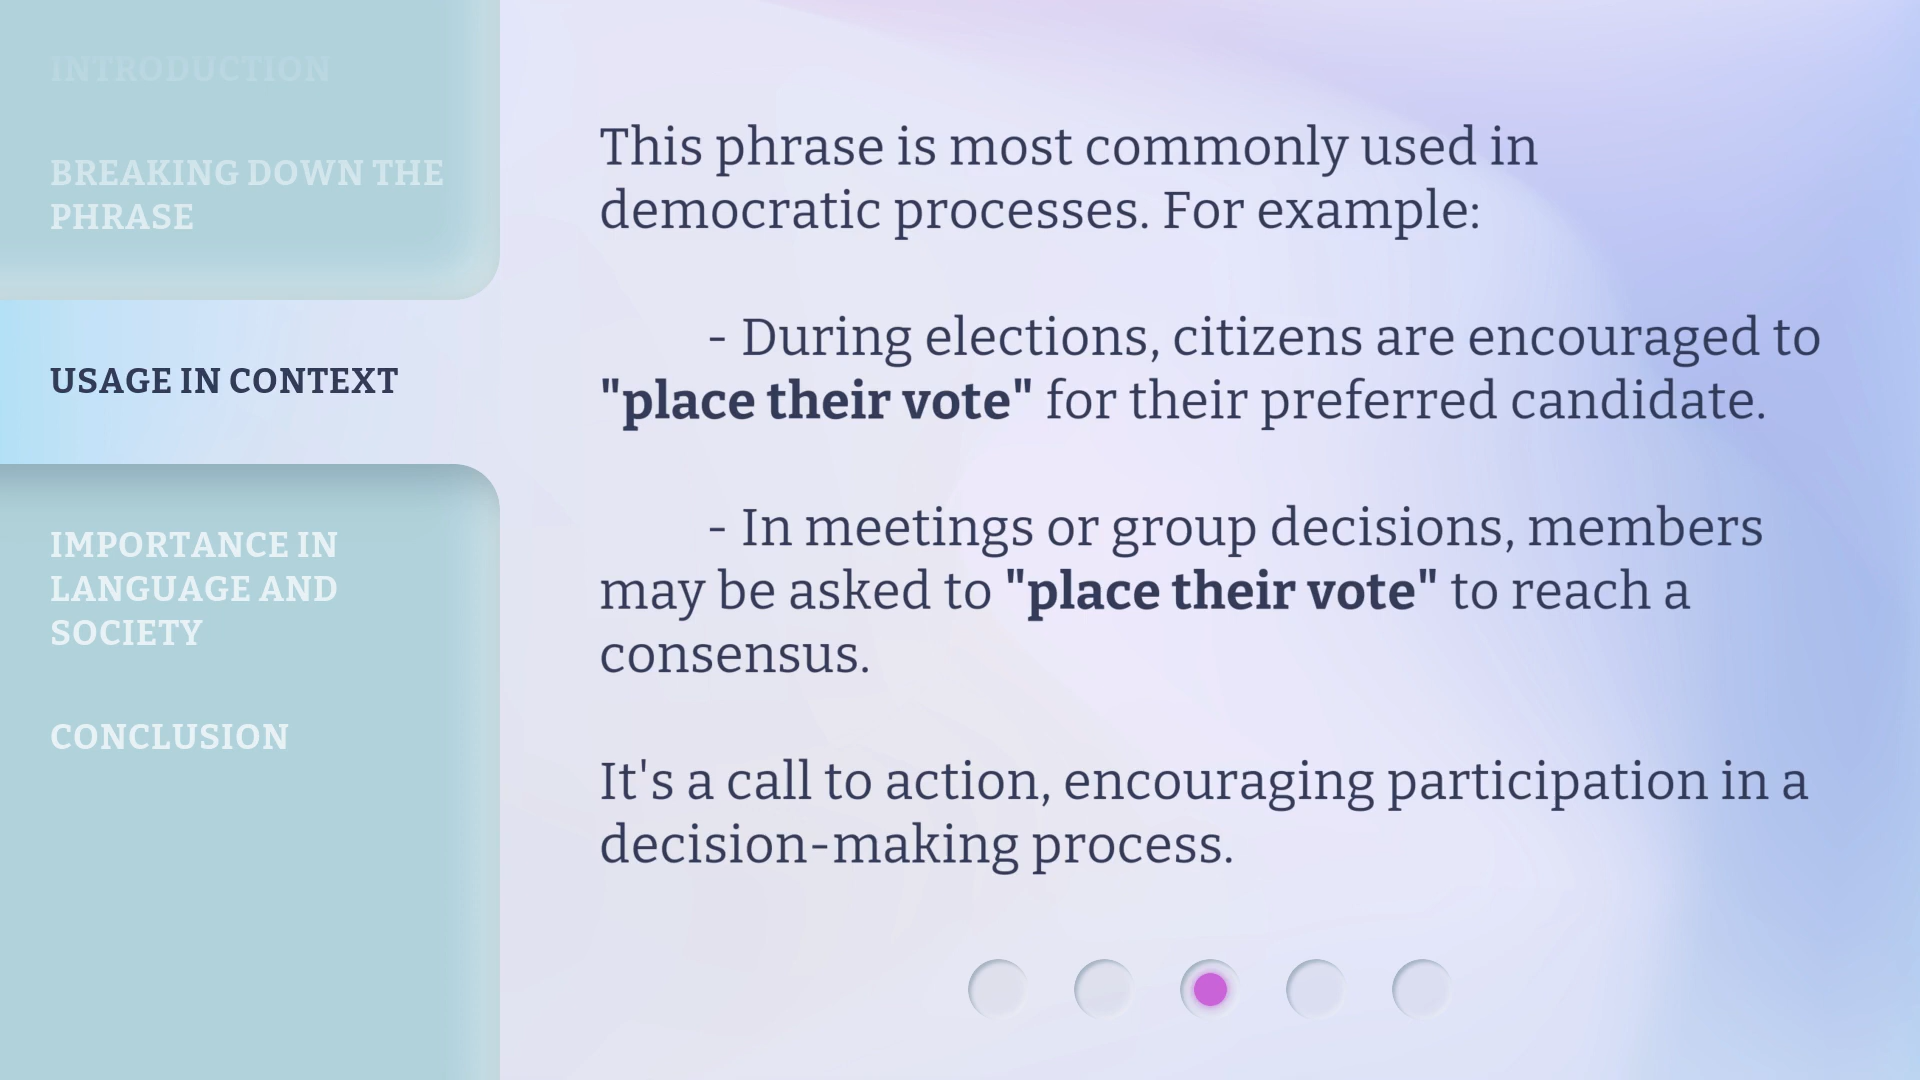 INTRODUCTION
BREAKING DOWN THE
PHRASE
USAGE IN CONTEXT
IMPORTANCE IN
LANGUAGE AND
SOCIETY
CONCLUSION
This phrase is most commonly used in
democratic processes. For example:
- During elections, citizens are encouraged to
"place their vote" for their preferred candidate.
- In meetings or group decisions, members
may be asked to "place their vote" to reach a
consensus.
It's a call to action, encouraging participation in a
decision-making process.